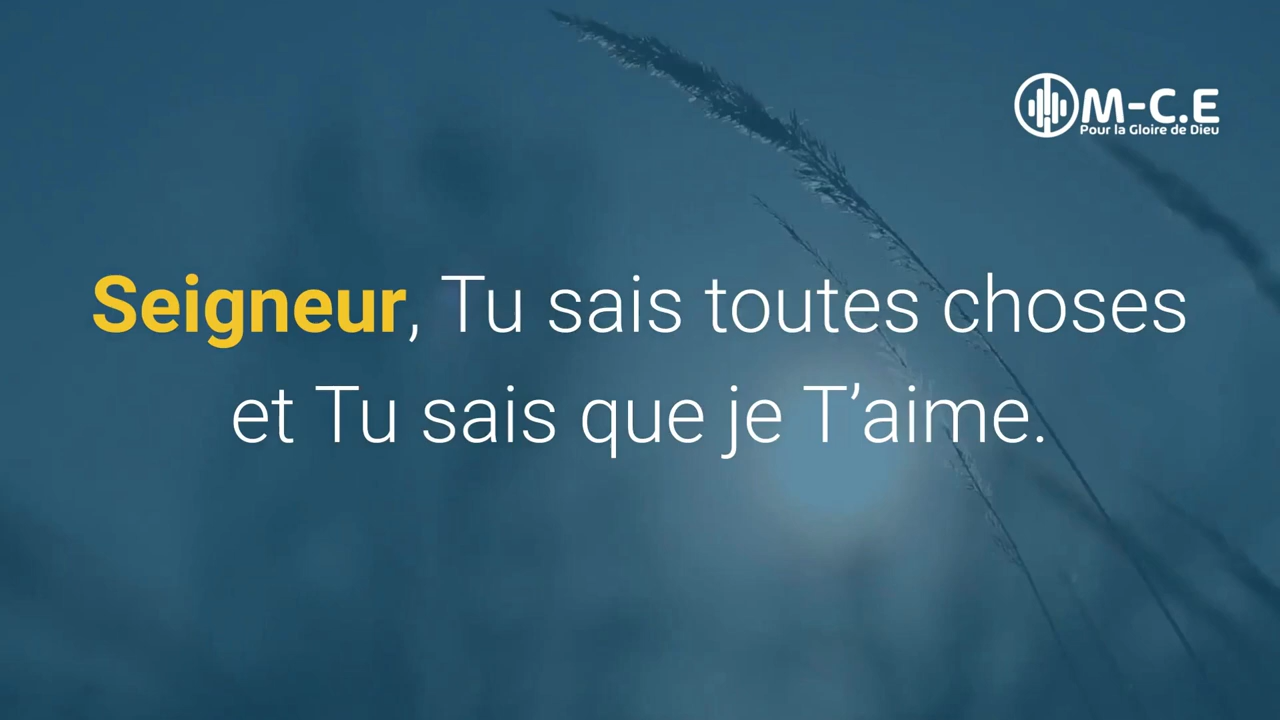 M-C.E
Pour la Gloire de Dieu
Seigneur, Tu sais toutes choses
et Tu sais que je T’aime.